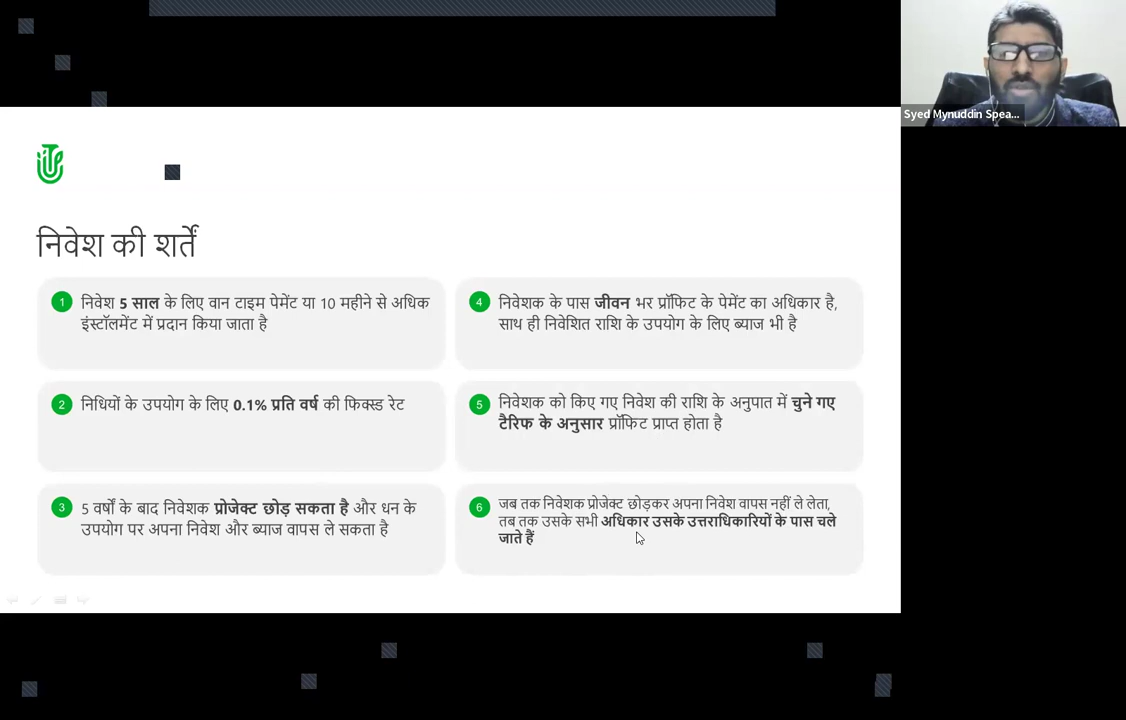 Syed Mynuddin Spea...
निवेश की शर्तें
1 निवेश 5 साल के लिए वान टाइम पेमेंट या 10 महीने से अधिक
इंस्टॉलमेंट में प्रदान किया जाता है
2 निधियों के उपयोग के लिए 0.1% प्रति वर्ष की फिक्स्ड रेट
3 5 वर्षों के बाद निवेशक प्रोजेक्ट छोड़ सकता है और धन के
उपयोग पर अपना निवेश और ब्याज वापस ले सकता है
4 निवेशक के पास जीवन भर प्रॉफिट के पेमेंट का अधिकार है,
साथ ही निवेशित राशि के उपयोग के लिए ब्याज भी है
5 निवेशक को किए गए निवेश की राशि के अनुपात में चुने गए
टैरिफ के अनुसार प्रॉफिट प्राप्त होता है
6 जब तक निवेशक प्रोजेक्ट छोड़कर अपना निवेश वापस नहीं ले लेता,
तब तक उसके सभी अधिकार उसके उत्तराधिकारियों के पास चले
जाते हैं